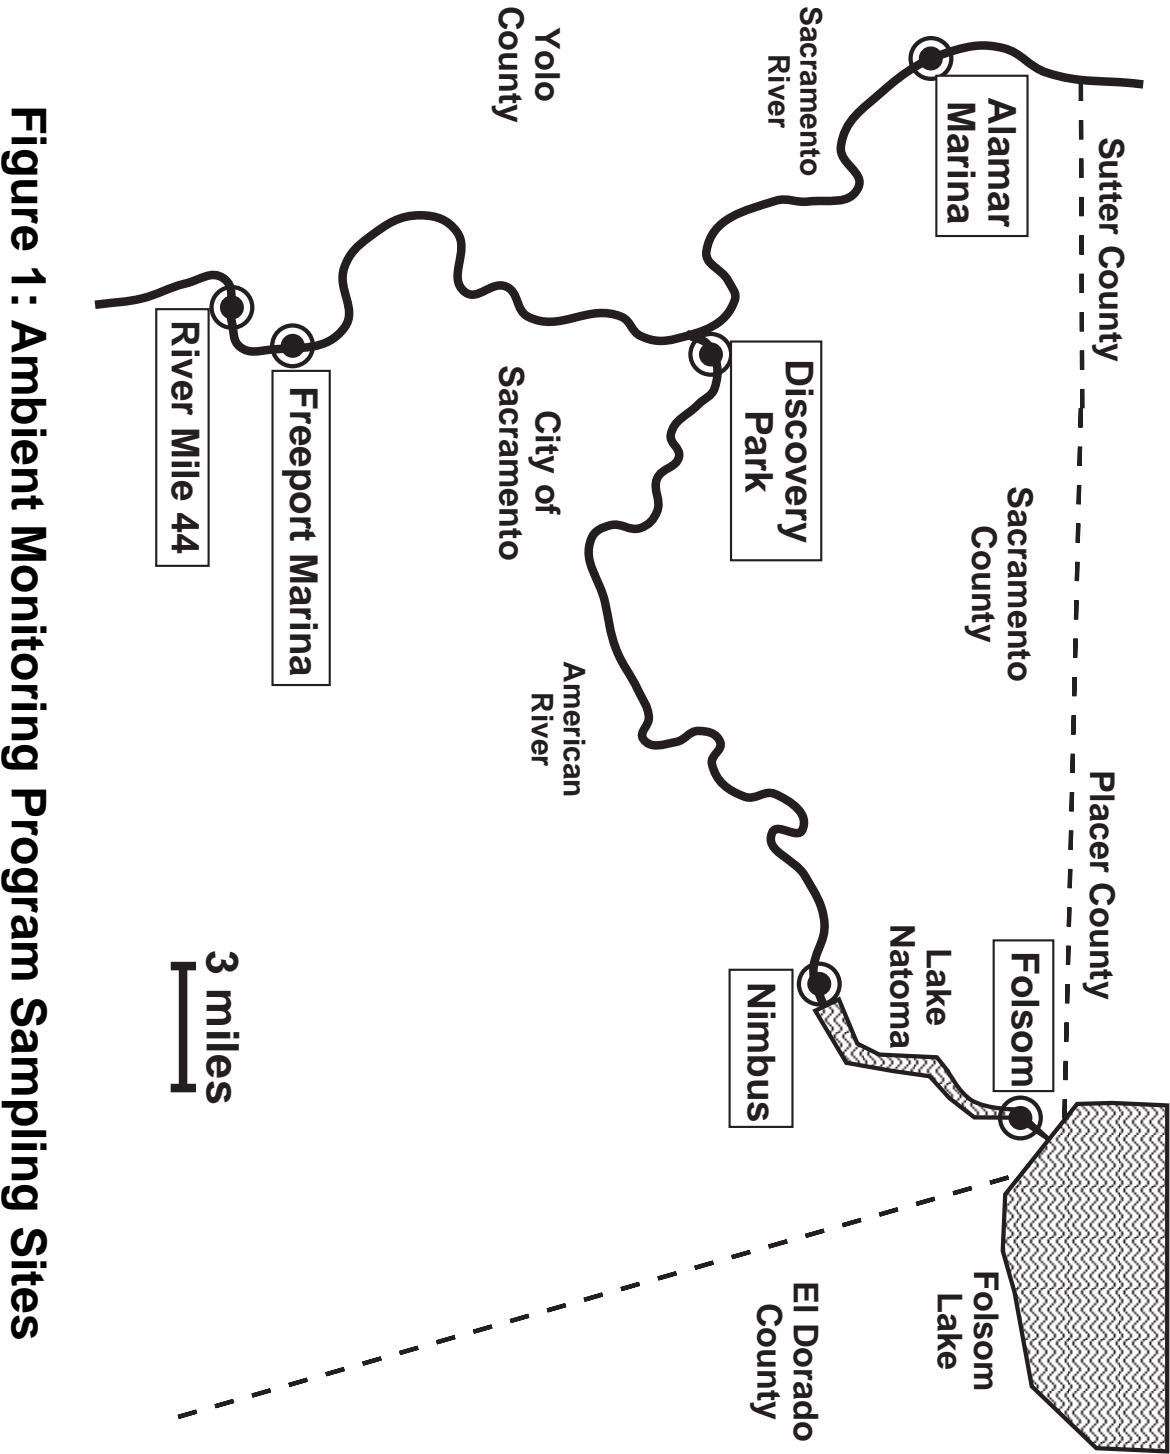 Sutter County
Placer County
Alamar
Marina
Sacramento
County
Folsom
Lake
Natoma
Folsom
Lake
Sacramento
River
Discovery
Park
Nimbus
El Dorado
County
American
River
Yolo
County
City of
Sacramento
Freeport Marina
River Mile 44
3 miles
Figure 1: Ambient Monitoring Program Sampling Sites